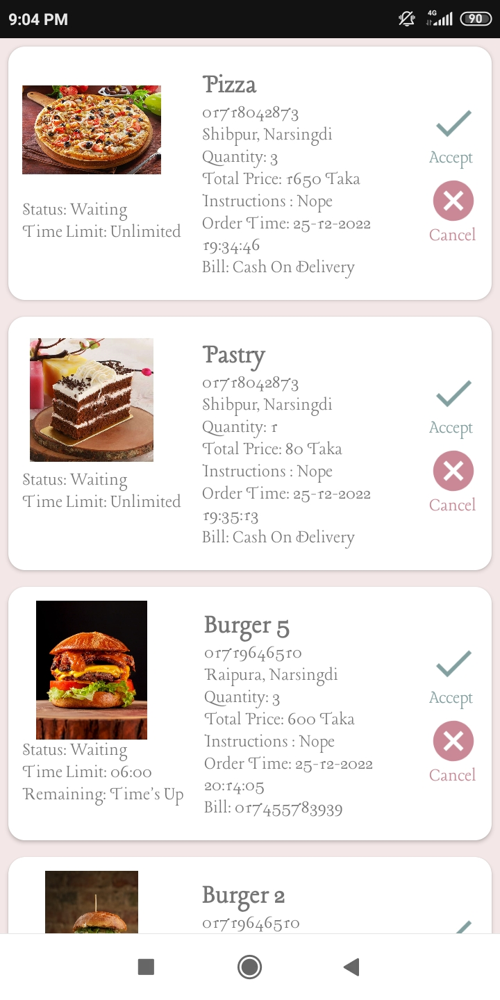 9:04 PM
4G
90
Pizza
01718042873
Shibpur, Narsingdi
Quantity: 3
Total Price: 1650 Taka
Instructions : Nope
Order Time: 25-12-2022
19:34:46
Bill: Cash On Delivery
Status: Waiting
Time Limit: Unlimited
Accept
Cancel
Pastry
01718042873
Shibpur, Narsingdi
Quantity: 1
Total Price: 80 Taka
Instructions : Nope
Order Time: 25-12-2022
19:35:13
Bill: Cash On Delivery
Status: Waiting
Time Limit: Unlimited
Accept
Cancel
Burger 5
01719646510
Raipura, Narsingdi
Quantity: 3
Total Price: 600 Taka
Instructions : Nope
Order Time: 25-12-2022
20:14:05
Bill: 017455783939
Status: Waiting
Time Limit: 06:00
Remaining: Time's Up
Accept
Cancel
Burger 2
01719646510